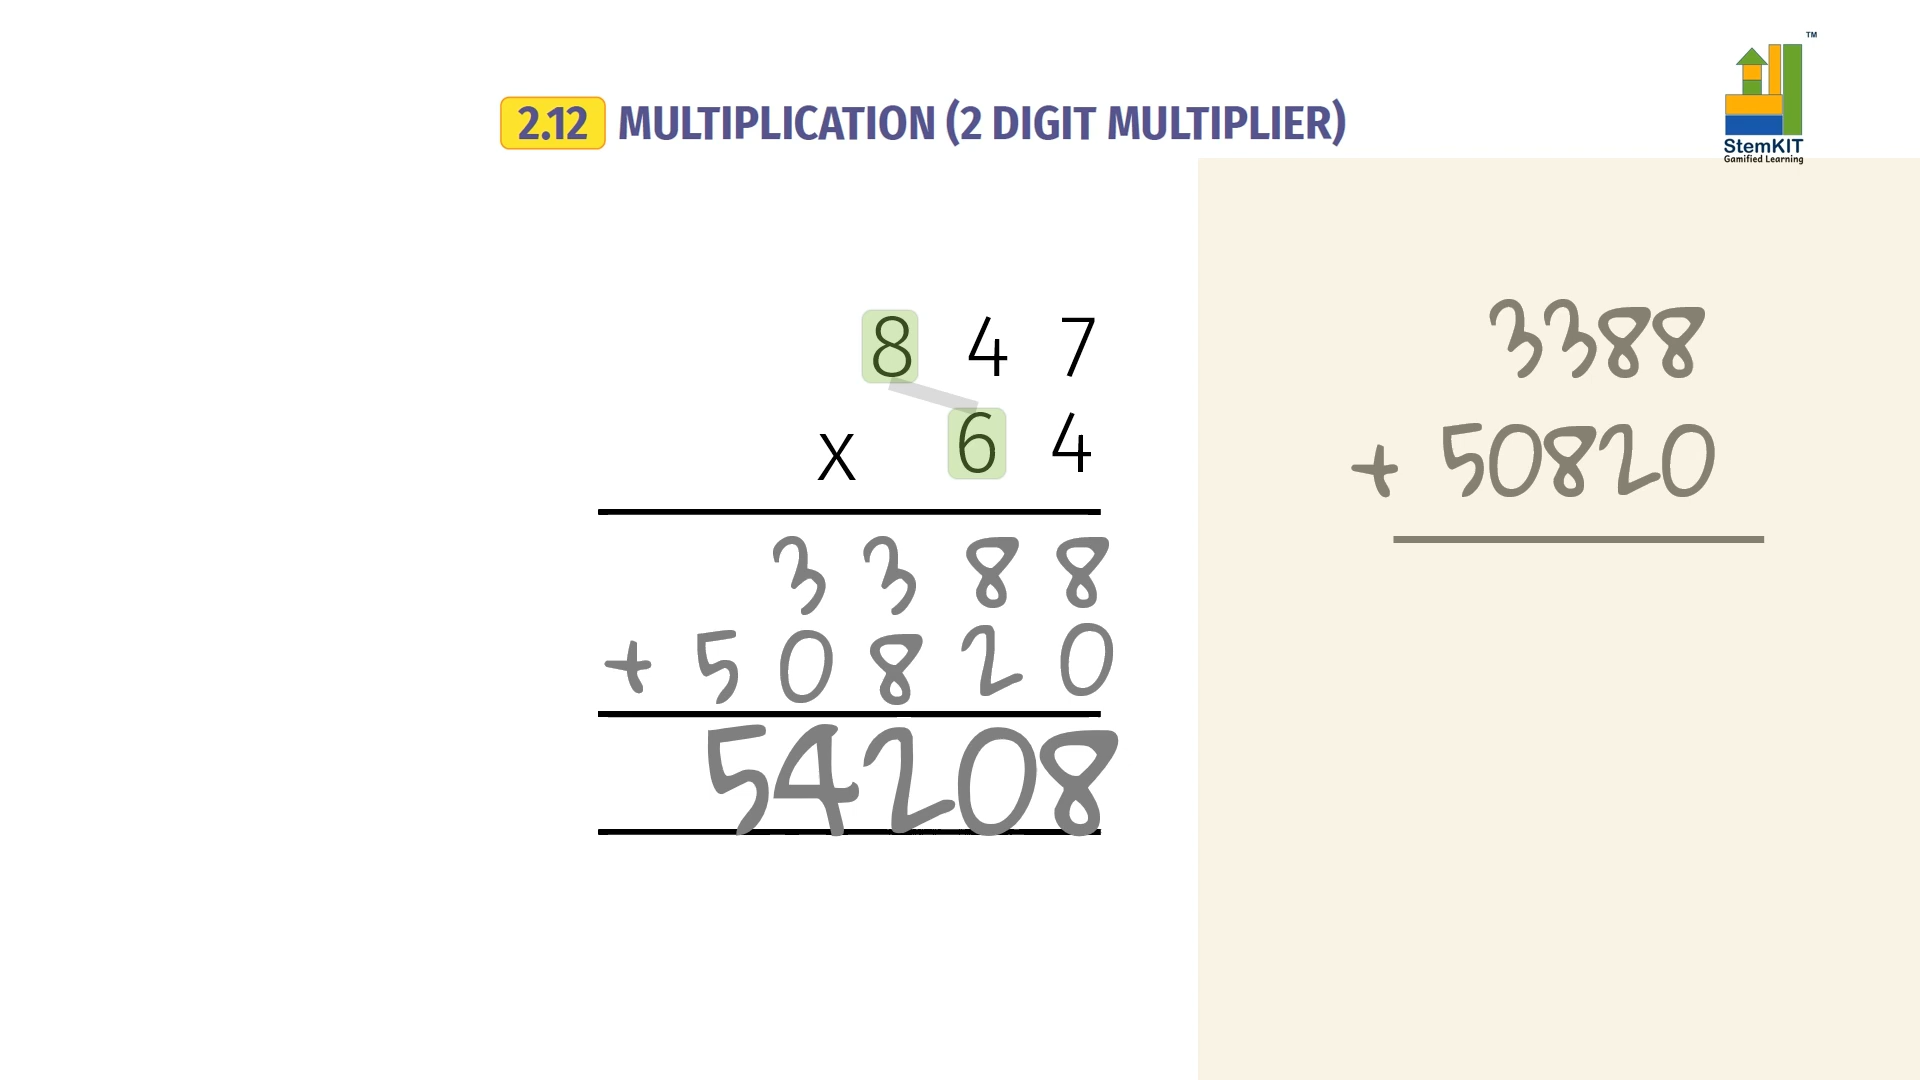 2.12 MULTIPLICATION (2 DIGIT MULTIPLIER)
TM
StemKIT
Gamified Learning
8 4 7
x 6 4
3 3 8 8
+ 5 0 8 2 0
54208
3388
+ 50820